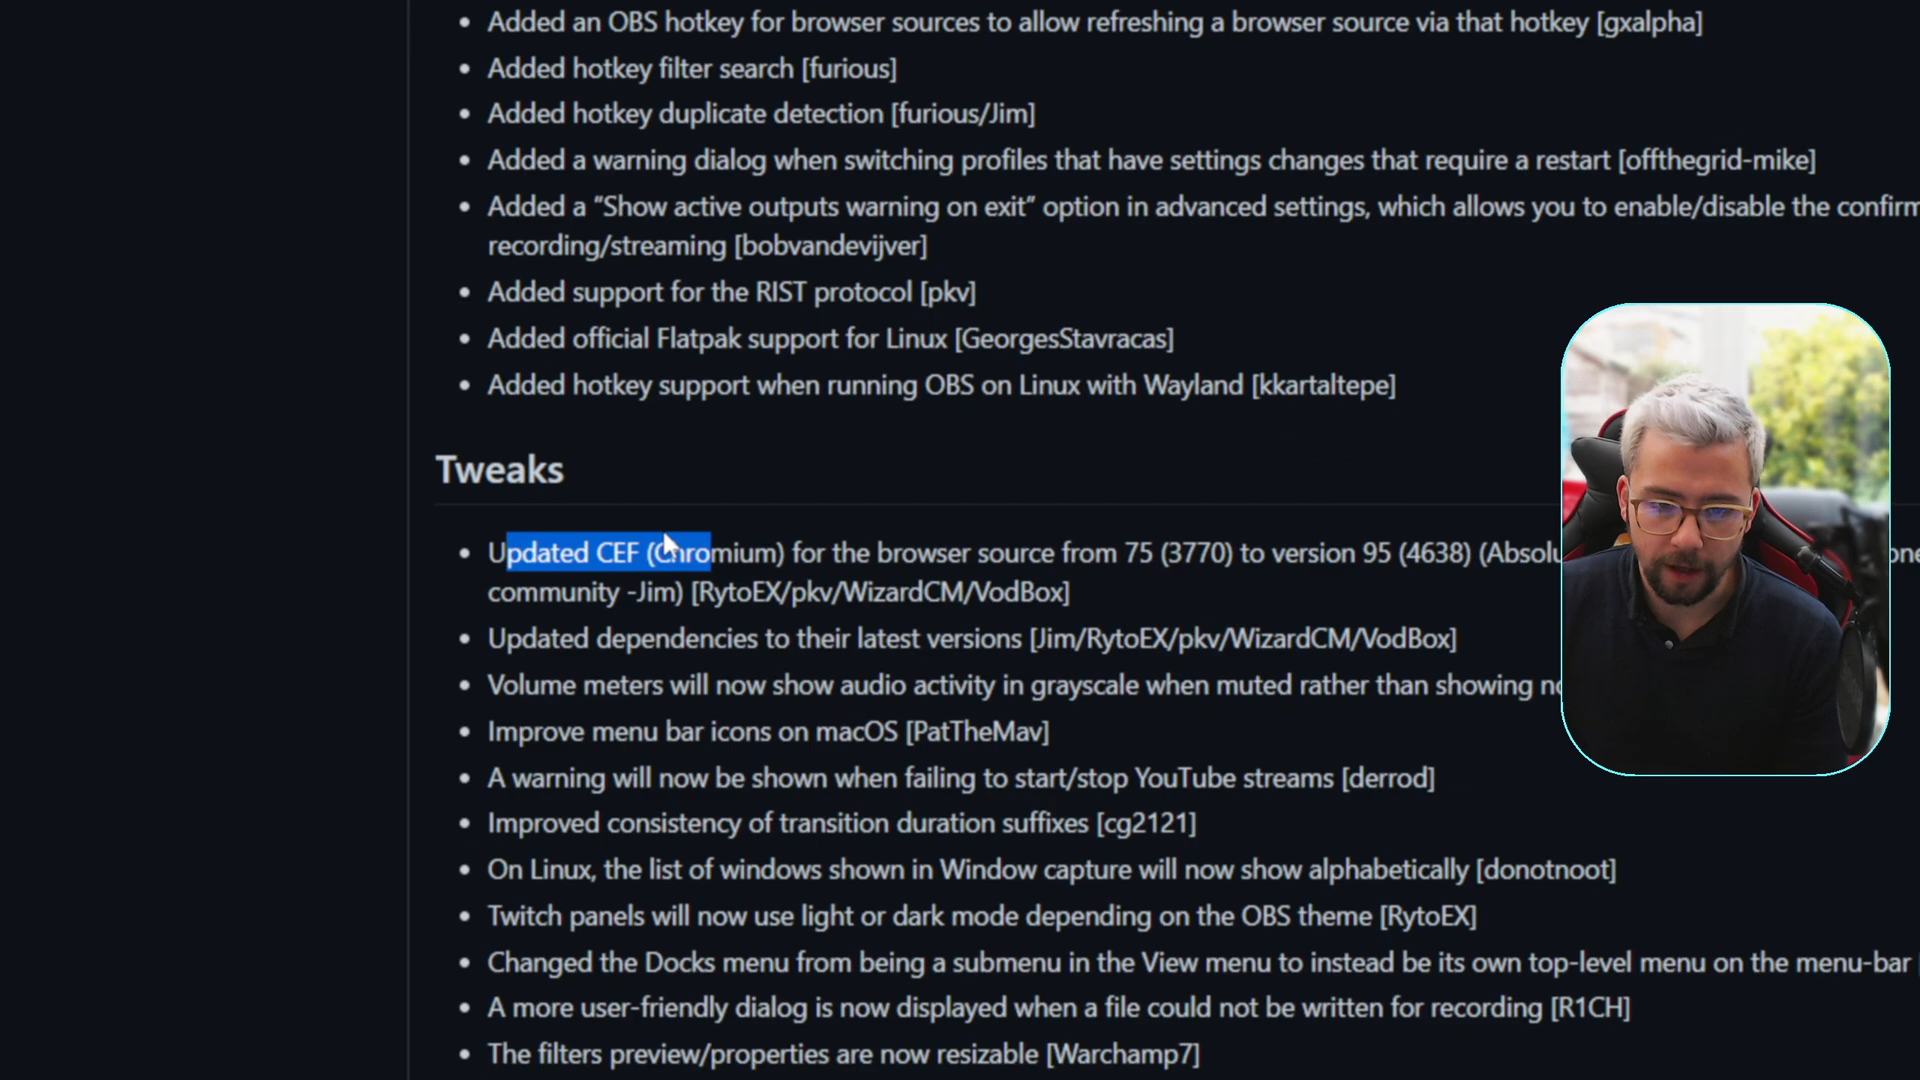 Added an OBS hotkey for browser sources to allow refreshing a browser source via that hotkey [gxalpha]
Added hotkey filter search [furious]
Added hotkey duplicate detection [furious/Jim]
Added a warning dialog when switching profiles that have settings changes that require a restart [offthegrid-mike]
Added a "Show active outputs warning on exit" option in advanced settings, which allows you to enable/disable the confirm
recording/streaming [bobvandevijver]
Added support for the RIST protocol [pkv]
Added official Flatpak support for Linux [GeorgesStavracas]
Added hotkey support when running OBS on Linux with Wayland [kkartaltepe]
Tweaks
Updated CEF (Chromium) for the browser source from 75 (3770) to version 95 (4638) (Absolu
community -Jim) [RytoEX/pkv/WizardCM/VodBox]
Updated dependencies to their latest versions [Jim/RytoEX/pkv/WizardCM/VodBox]
Volume meters will now show audio activity in grayscale when muted rather than showing
Improve menu bar icons on macOS [PatTheMav]
A warning will now be shown when failing to start/stop YouTube streams [derrod]
Improved consistency of transition duration suffixes [cg2121]
On Linux, the list of windows shown in Window capture will now show alphabetically [donotnoot]
Twitch panels will now use light or dark mode depending on the OBS theme [RytoEX]
Changed the Docks menu from being a submenu in the View menu to instead be its own top-level menu on the menu-bar
A more user-friendly dialog is now displayed when a file could not be written for recording [R1CH]
The filters preview/properties are now resizable [Warchamp7]